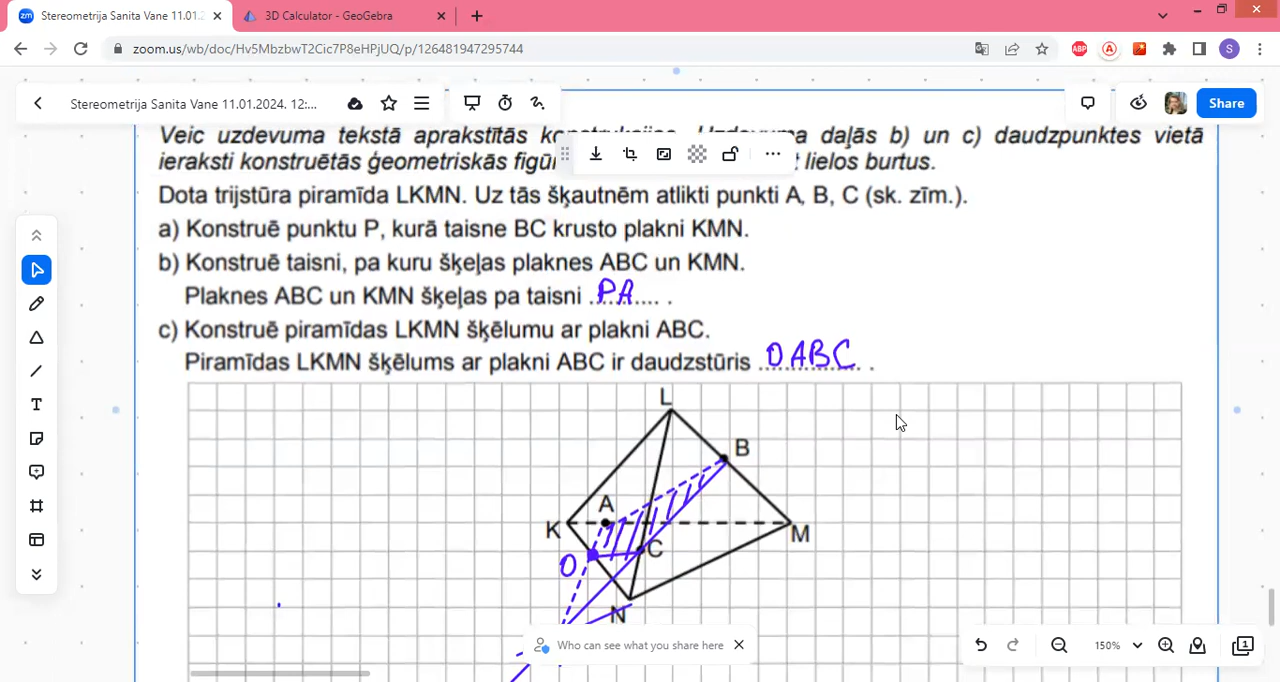 Stereometrija Sanita Vane 11.01.2
3D Calculator - GeoGebra
zoom.us/wb/doc/Hv5MbzbwT2Cic7P8eHPjUQ/p/126481947295744
ABP
A
S
Stereometrija Sanita Vane 11.01.2024. 12:...
Share
Veic uzdevuma tekstā aprakstītās konstrukcijas. Uzdevuma daļās b) un c) daudzpunktes vietā
ieraksti konstruētās ģeometriskās figūr t lielos burtus.
Dota trijstūra piramīda LKMN. Uz tās šķautnēm atlikti punkti A, B, C (sk. zīm.).
a) Konstruē punktu P, kurā taisne BC krusto plakni KMN.
b) Konstruē taisni, pa kuru šķeļas plaknes ABC un KMN.
Plaknes ABC un KMN šķeļas pa taisni ..PA.... .
c) Konstruē piramīdas LKMN šķēlumu ar plakni ABC.
Piramīdas LKMN šķēlums ar plakni ABC ir daudzstūris ..OABC.. .
L
B
A
K
M
C
O
N
T
Who can see what you share here
150%
1